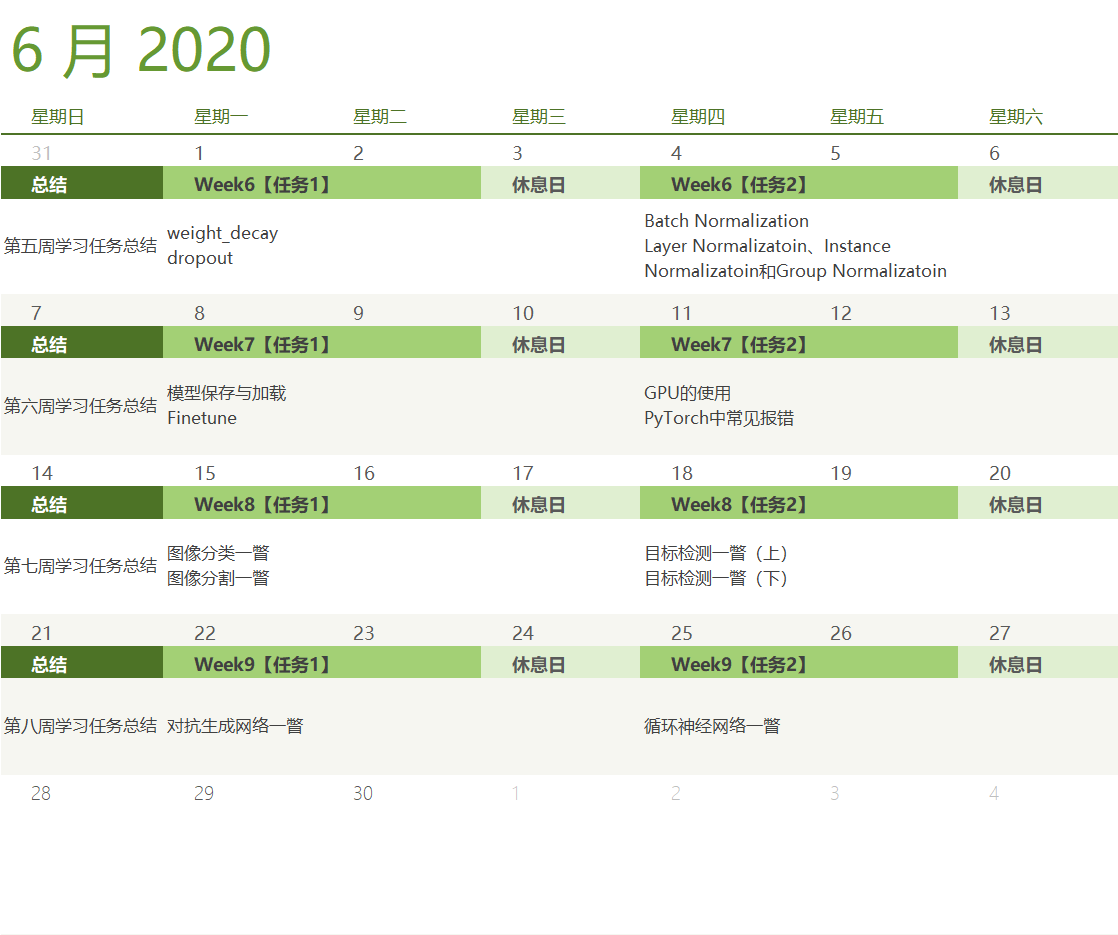 6 月 2020
星期日 星期一 星期二 星期三 星期四 星期五 星期六
31 1 2 3 4 5 6
总结 Week6【任务1】 休息日 Week6【任务2】 休息日
第五周学习任务总结
weight_decay
dropout
Batch Normalization
Layer Normalizatoin、Instance
Normalizatoin和Group Normalizatoin
7 8 9 10 11 12 13
总结 Week7【任务1】 休息日 Week7【任务2】 休息日
第六周学习任务总结
模型保存与加载
Finetune
GPU的使用
PyTorch中常见报错
14 15 16 17 18 19 20
总结 Week8【任务1】 休息日 Week8【任务2】 休息日
第七周学习任务总结
图像分类一瞥
图像分割一瞥
目标检测一瞥（上）
目标检测一瞥（下）
21 22 23 24 25 26 27
总结 Week9【任务1】 休息日 Week9【任务2】 休息日
第八周学习任务总结 对抗生成网络一瞥 循环神经网络一瞥
28 29 30 1 2 3 4